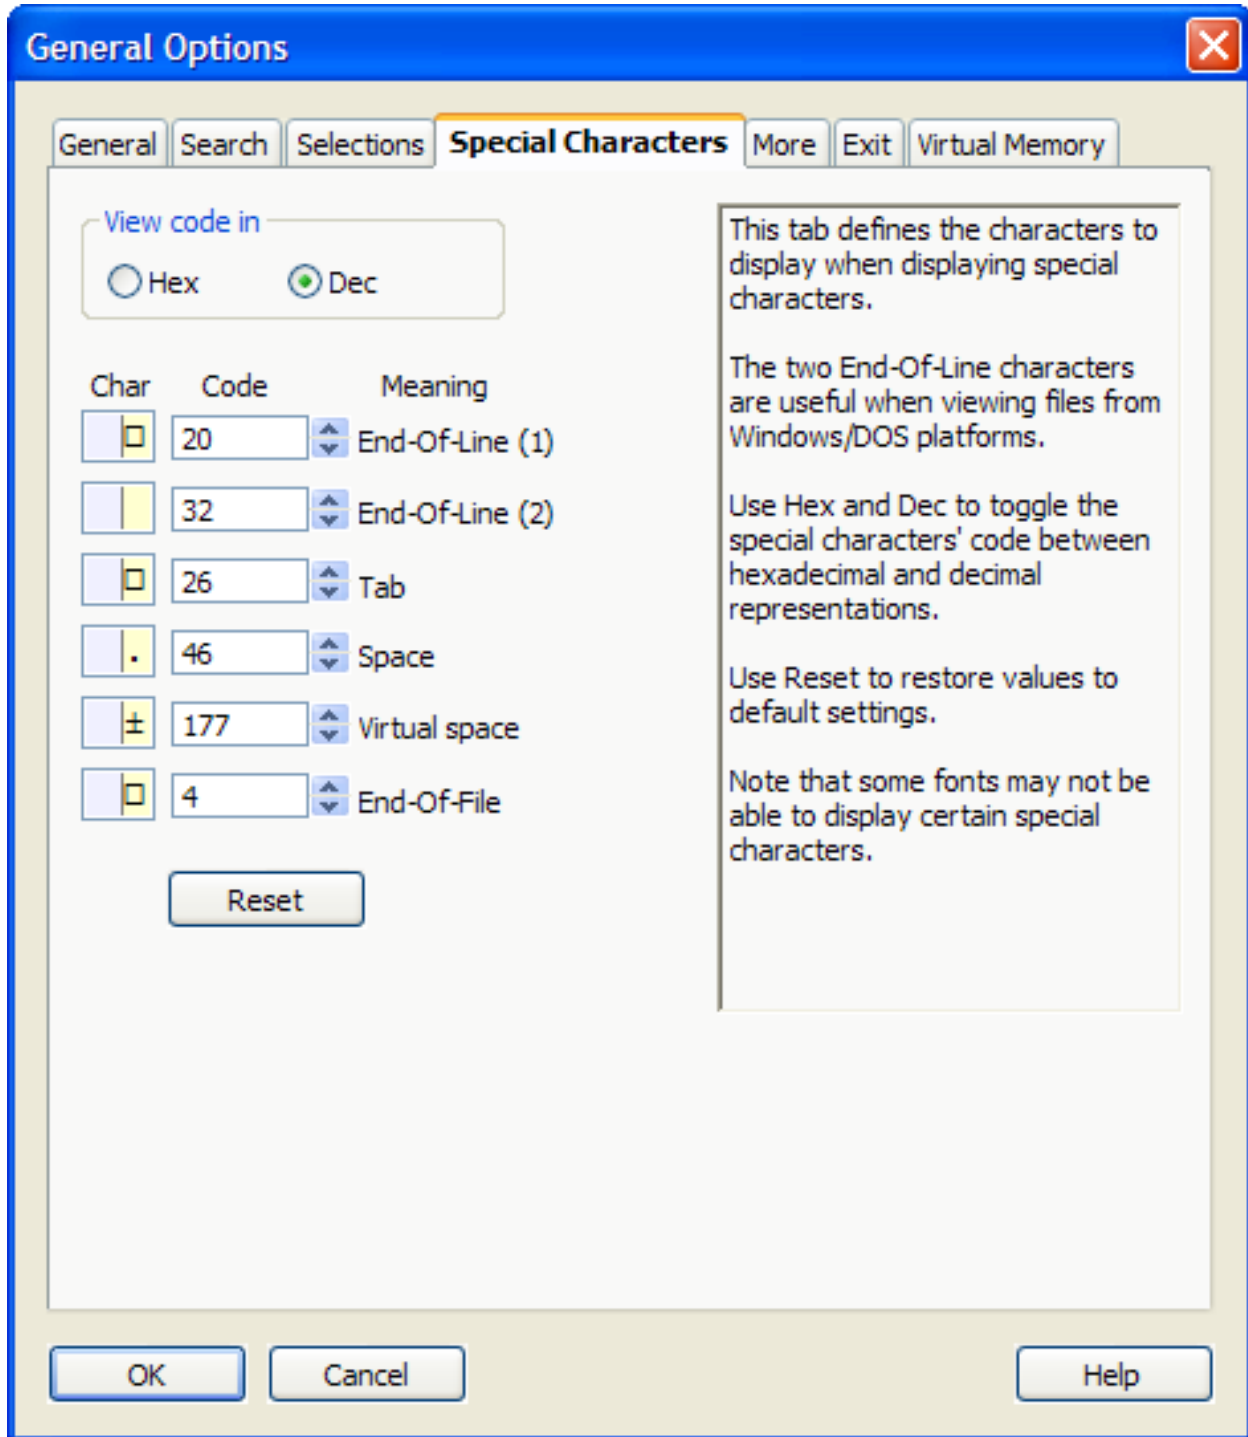 General Options
General Search Selections Special Characters More Exit Virtual Memory
View code in
Hex Dec
Char Code Meaning
20 End-Of-Line (1)
32 End-Of-Line (2)
26 Tab
. 46 Space
± 177 Virtual space
4 End-Of-File
Reset
This tab defines the characters to
display when displaying special
characters.
The two End-Of-Line characters
are useful when viewing files from
Windows/DOS platforms.
Use Hex and Dec to toggle the
special characters' code between
hexadecimal and decimal
representations.
Use Reset to restore values to
default settings.
Note that some fonts may not be
able to display certain special
characters.
OK Cancel Help